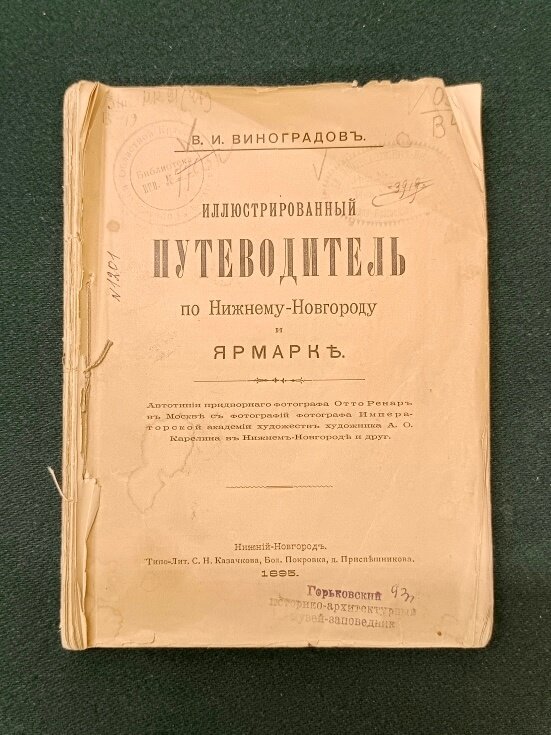 В. И. ВИНОГРАДОВЪ.
Библиотека
ИЛЛЮСТРИРОВАННЫЙ
ПУТЕВОДИТЕЛЬ
по Нижнему-Новгороду
и
ЯРМАРКѢ.
N 1201
Автотипіи придворнаго фотографа Отто Ренаръ
въ Москвѣ съ фотографій фотографа Импера-
торской академіи художествъ художника А. О.
Карелина въ Нижнемъ-Новгородѣ и друг.
Нижній-Новгородъ.
Типо-Лит. С. Н. Казачкова, Бол. Покровка, д. Приспѣшникова.
1895.
Горьковский
историко-архитектурный
музей-заповедник